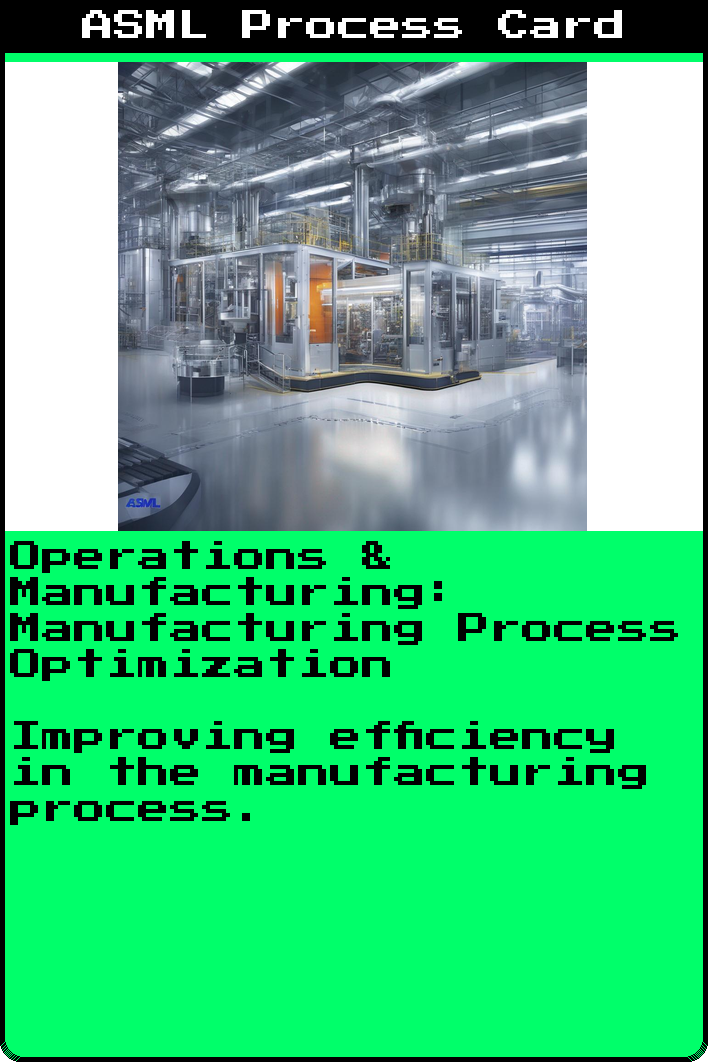 ASML Process Card
ASML
Operations &
Manufacturing:
Manufacturing Process
Optimization
Improving efficiency
in the manufacturing
process.